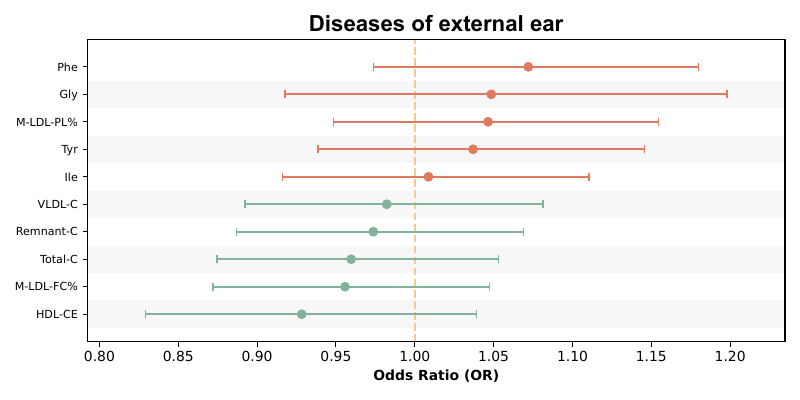 Diseases of external ear
Phe
Gly
M-LDL-PL%
Tyr
Ile
VLDL-C
Remnant-C
Total-C
M-LDL-FC%
HDL-CE
0.80 0.85 0.90 0.95 1.00 1.05 1.10 1.15 1.20
Odds Ratio (OR)